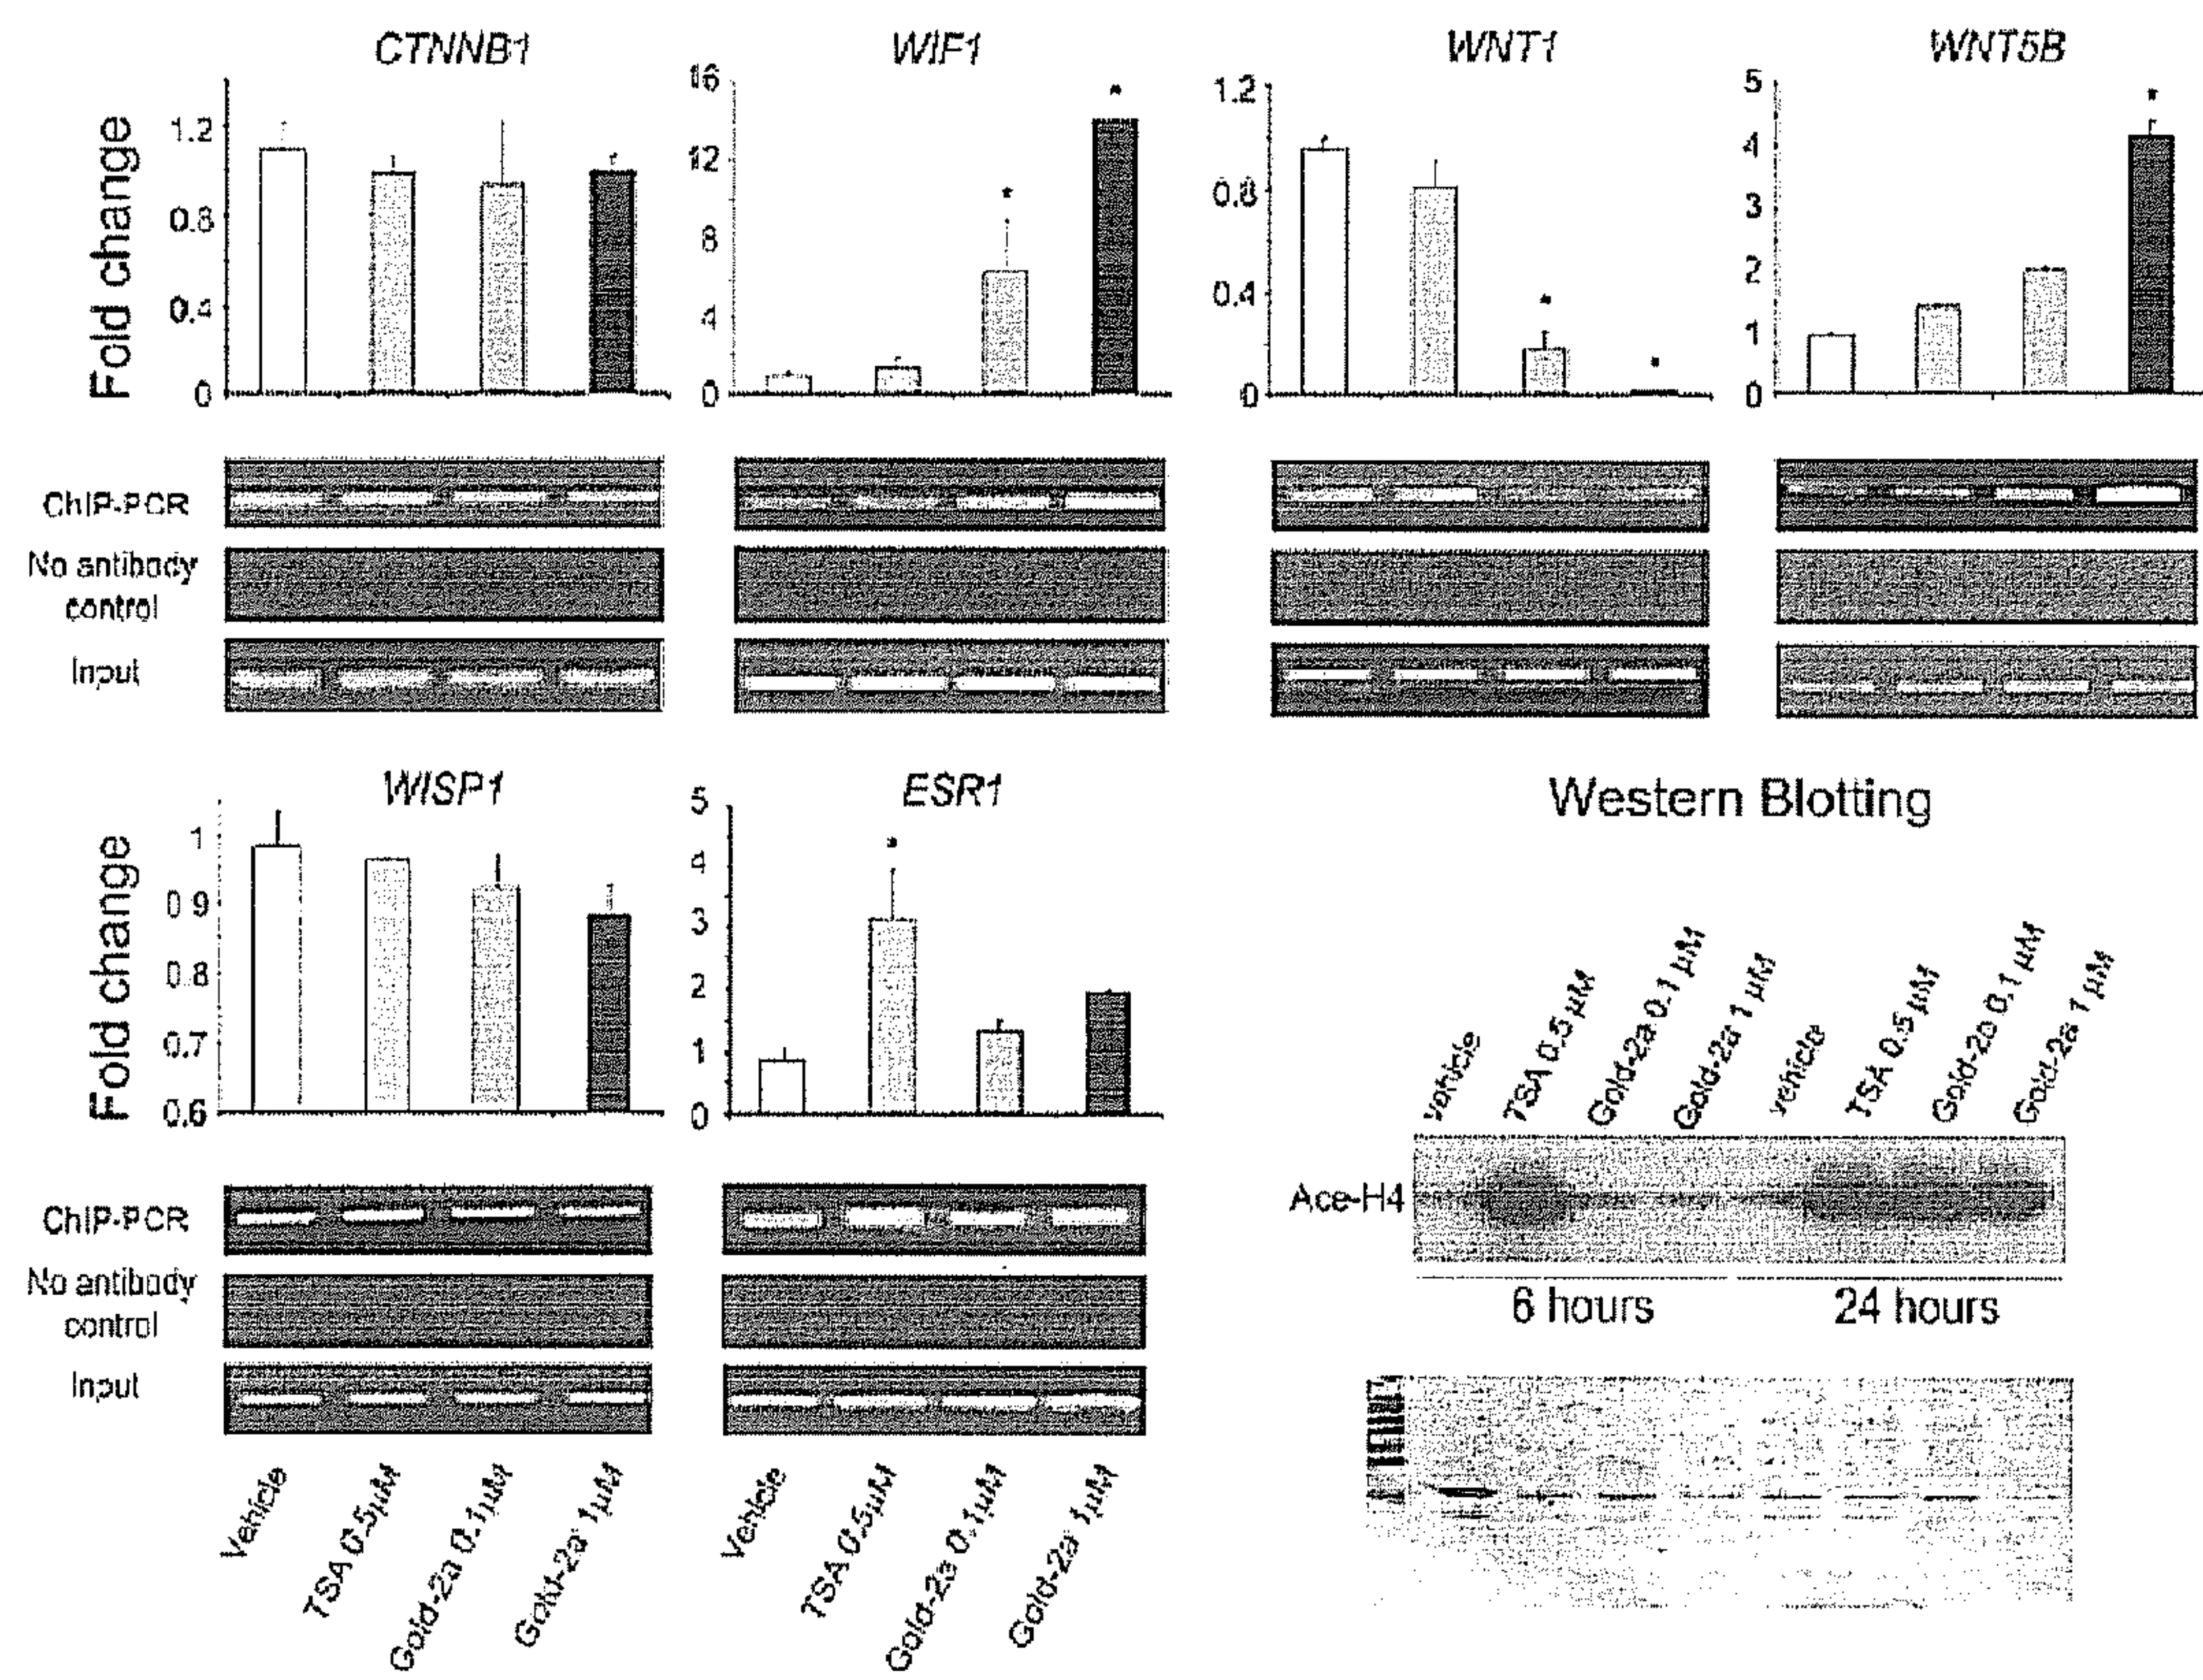 CTNNB1
WIF1
WNT1
WNT5B
Fold change
1.2
0.8
0.4
0
16
12
8
4
0
1.2
0.8
0.4
0
5
4
3
2
1
0
ChIP-PCR
No antibody
control
Input
WISP1
ESR1
Western Blotting
Fold change
1
0.9
0.8
0.7
0.6
5
4
3
2
1
0
vehicle
TSA 0.5 µM
Gold-2a 0.1 µM
Gold-2a 1 µM
vehicle
TSA 0.5 µM
Gold-2a 0.1 µM
Gold-2a 1 µM
Ace-H4
6 hours
24 hours
ChIP-PCR
No antibody
control
Input
Vehicle
TSA 0.5µM
Gold-2a 0.1µM
Gold-2a 1µM
Vehicle
TSA 0.5µM
Gold-2a 0.1µM
Gold-2a 1µM